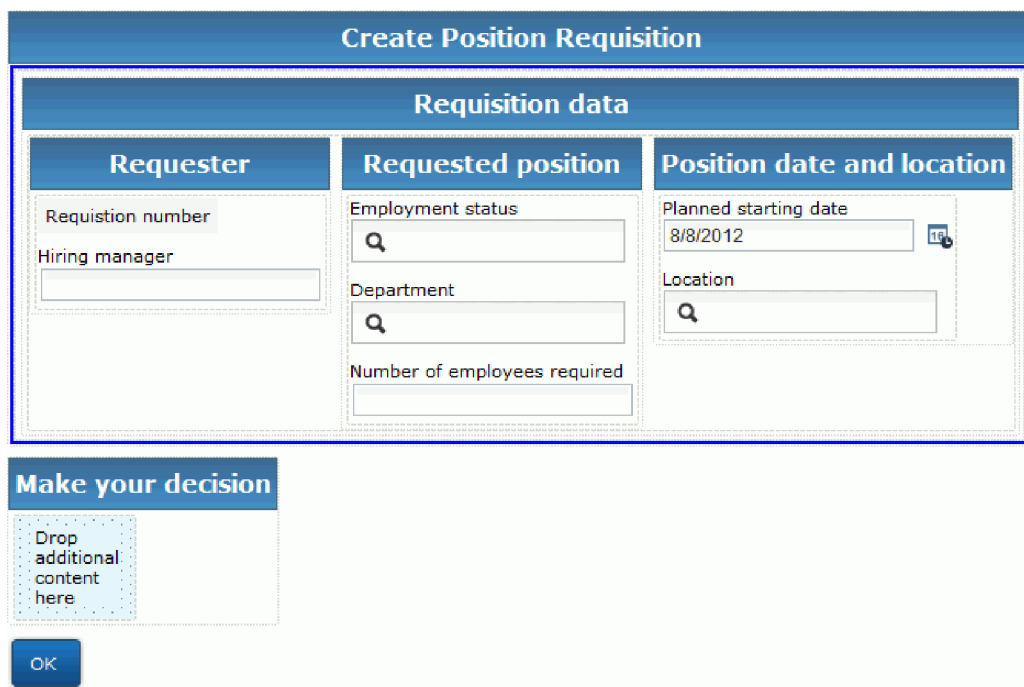 Create Position Requisition
Requisition data
Requester
Requistion number
Hiring manager
Requested position
Employment status
Department
Number of employees required
Position date and location
Planned starting date
8/8/2012
16
Location
Make your decision
Drop
additional
content
here
OK